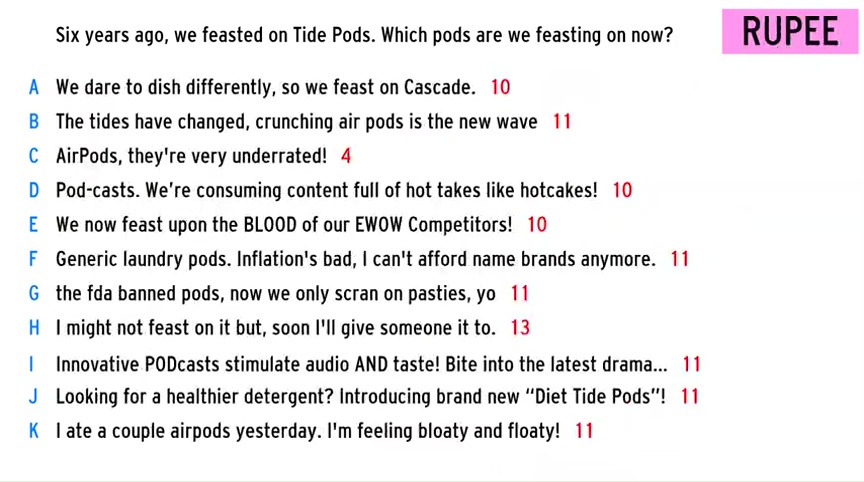 Six years ago, we feasted on Tide Pods. Which pods are we feasting on now?
RUPEE
A We dare to dish differently, so we feast on Cascade. 10
B The tides have changed, crunching air pods is the new wave 11
C AirPods, they're very underrated! 4
D Pod-casts. We're consuming content full of hot takes like hotcakes! 10
E We now feast upon the BLOOD of our EWOW Competitors! 10
F Generic laundry pods. Inflation's bad, I can't afford name brands anymore. 11
G the fda banned pods, now we only scran on pasties, yo 11
H I might not feast on it but, soon I'll give someone it to. 13
I Innovative PODcasts stimulate audio AND taste! Bite into the latest drama... 11
J Looking for a healthier detergent? Introducing brand new “Diet Tide Pods”! 11
K I ate a couple airpods yesterday. I'm feeling bloaty and floaty! 11